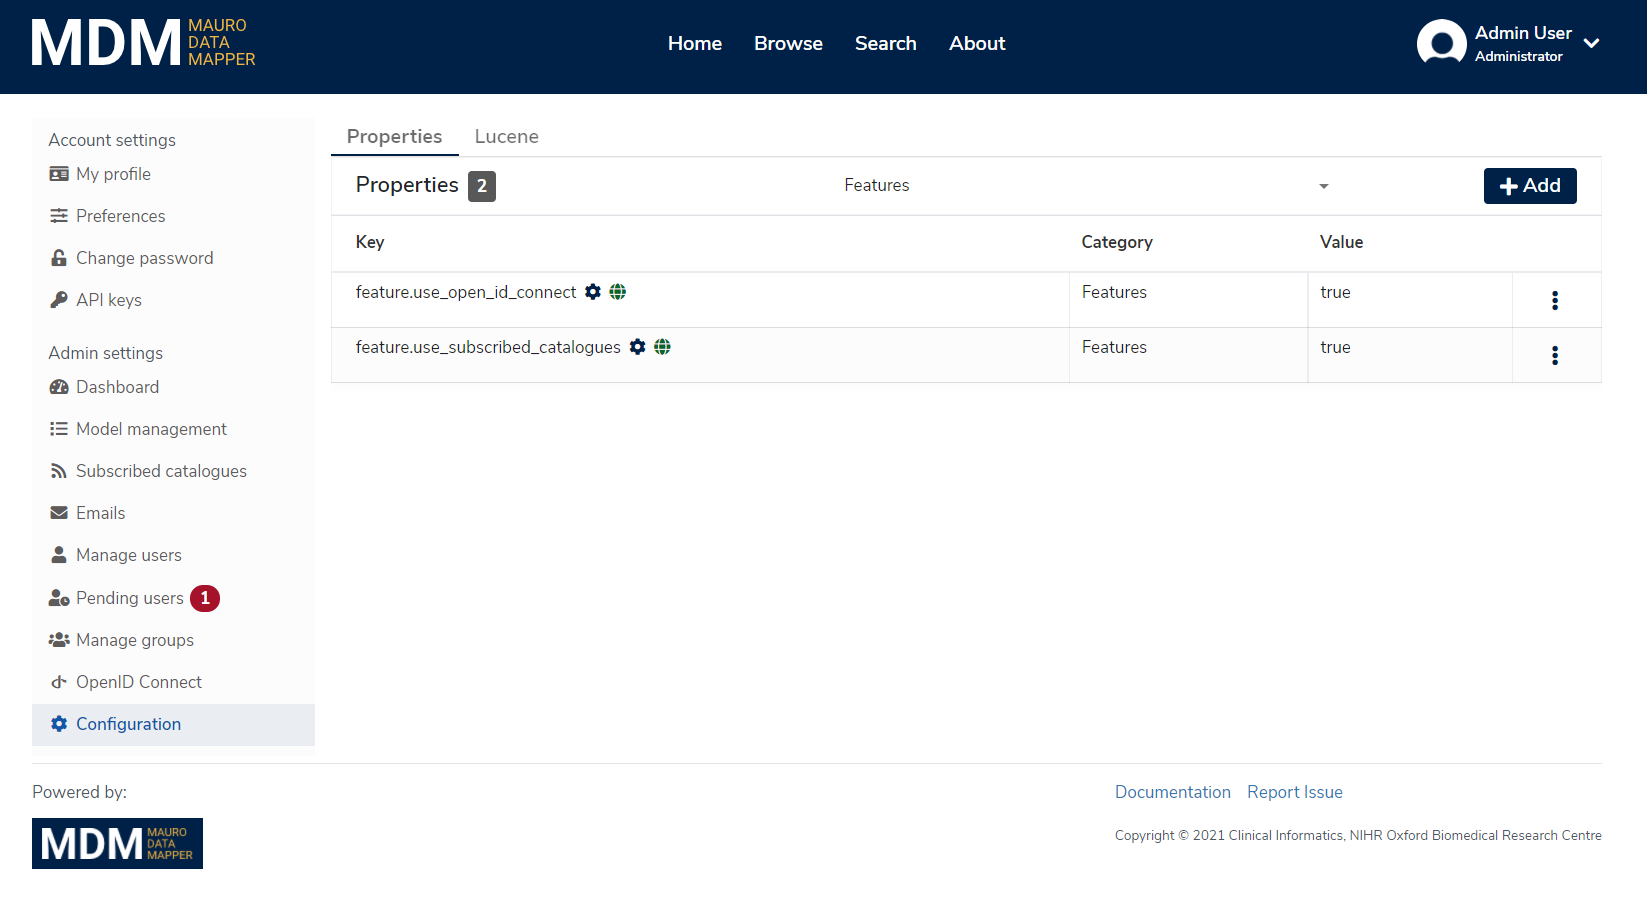 MDM MAURO DATA MAPPER
Home Browse Search About
Admin User
Administrator
Account settings
My profile
Preferences
Change password
API keys
Admin settings
Dashboard
Model management
Subscribed catalogues
Emails
Manage users
Pending users 1
Manage groups
OpenID Connect
Configuration
Properties Lucene
Properties 2 Features Add
Key Category Value
feature.use_open_id_connect Features true
feature.use_subscribed_catalogues Features true
Powered by:
MDM MAURO DATA MAPPER
Documentation Report Issue
Copyright © 2021 Clinical Informatics, NIHR Oxford Biomedical Research Centre